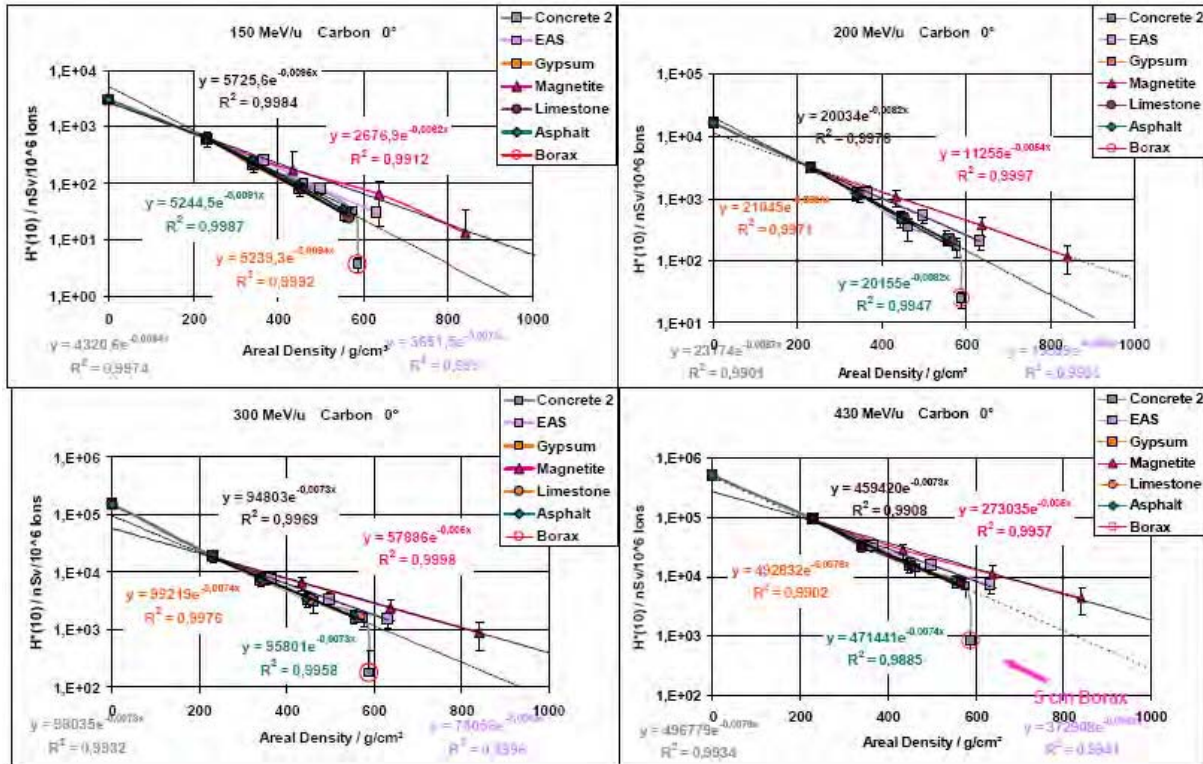 150 MeV/u Carbon 0°
Concrete 2
EAS
Gypsum
Magnetite
Limestone
Asphalt
Borax
H*(10) / nSv/10^6 Ions
1,E+04
1,E+03
1,E+02
1,E+01
1,E+00
y = 5725,6e^-0,0096x
R² = 0,9984
y = 2676,9e^-0,0062x
R² = 0,9912
y = 5244,5e^-0,0091x
R² = 0,9987
y = 5239,3e^-0,0094x
R² = 0,9992
0 200 400 600 800 1000
Areal Density / g/cm²
y = 4320,6e^-0,0084x
R² = 0,9974
200 MeV/u Carbon 0°
Concrete 2
EAS
Gypsum
Magnetite
Limestone
Asphalt
Borax
H*(10) / nSv/10^6 Ions
1,E+05
1,E+04
1,E+03
1,E+02
1,E+01
y = 20034e^-0,0082x
R² = 0,9976
y = 11255e^-0,0054x
R² = 0,9997
R² = 0,9971
y = 20155e^-0,0082x
R² = 0,9947
0 200 400 600 800 1000
Areal Density / g/cm²
y = 23174e^-0,0087x
300 MeV/u Carbon 0°
Concrete 2
EAS
Gypsum
Magnetite
Limestone
Asphalt
Borax
H*(10) / nSv/10^6 Ions
1,E+06
1,E+05
1,E+04
1,E+03
1,E+02
y = 94803e^-0,0073x
R² = 0,9969
y = 57886e^-0,006x
R² = 0,9998
y = 99219e^-0,0074x
R² = 0,9976
y = 95801e^-0,0073x
R² = 0,9958
0 200 400 600 800 1000
Areal Density / g/cm²
R² = 0,9932
430 MeV/u Carbon 0°
Concrete 2
EAS
Gypsum
Magnetite
Limestone
Asphalt
Borax
H*(10) / nSv/10^6 Ions
1,E+06
1,E+05
1,E+04
1,E+03
1,E+02
y = 459420e^-0,0073x
R² = 0,9908
y = 273035e^-0,006x
R² = 0,9957
y = 492832e^-0,0076x
R² = 0,9902
y = 471441e^-0,0074x
R² = 0,9885
5 cm Borax
0 200 400 600 800 1000
Areal Density / g/cm²
y = 496779e^-0,0076x
R² = 0,9934